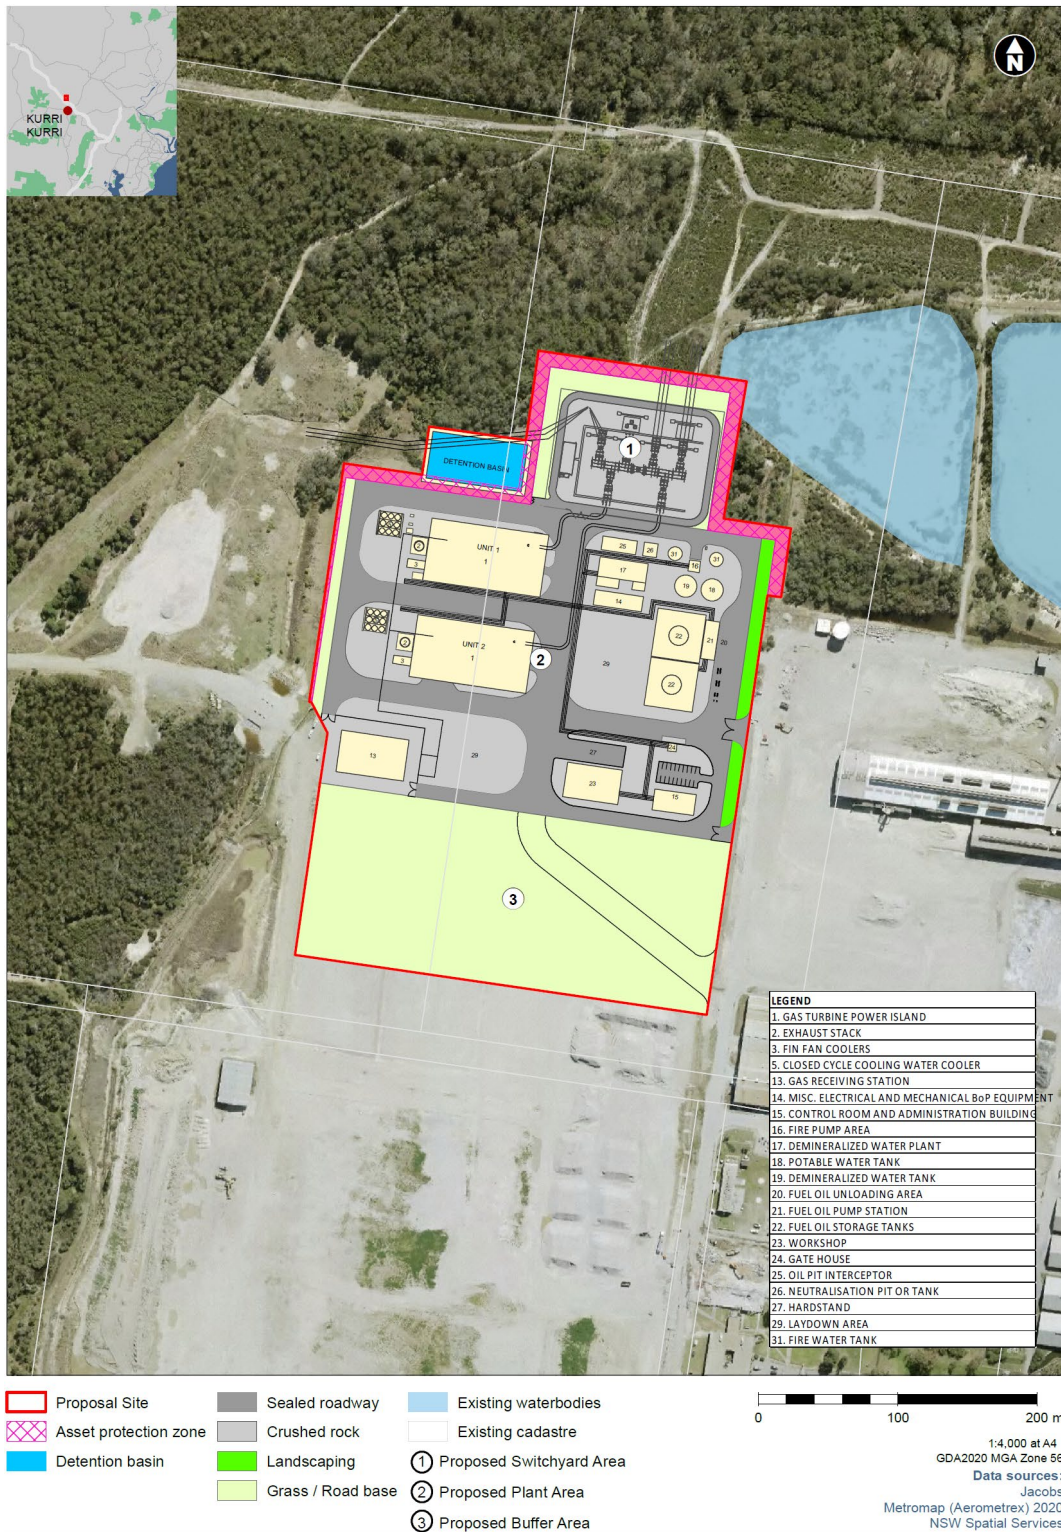 KURRI
KURRI
N
1
DETENTION BASIN
UNIT 1
1
2
3
25
26
31
16
31
17
19
18
14
UNIT 2
1
2
3
2
22
21
20
29
22
13
29
27
24
23
15
3
LEGEND
1. GAS TURBINE POWER ISLAND
2. EXHAUST STACK
3. FIN FAN COOLERS
5. CLOSED CYCLE COOLING WATER COOLER
13. GAS RECEIVING STATION
14. MISC. ELECTRICAL AND MECHANICAL BoP EQUIPMENT
15. CONTROL ROOM AND ADMINISTRATION BUILDING
16. FIRE PUMP AREA
17. DEMINERALIZED WATER PLANT
18. POTABLE WATER TANK
19. DEMINERALIZED WATER TANK
20. FUEL OIL UNLOADING AREA
21. FUEL OIL PUMP STATION
22. FUEL OIL STORAGE TANKS
23. WORKSHOP
24. GATE HOUSE
25. OIL PIT INTERCEPTOR
26. NEUTRALISATION PIT OR TANK
27. HARDSTAND
29. LAYDOWN AREA
31. FIRE WATER TANK
Proposal Site
Asset protection zone
Detention basin
Sealed roadway
Crushed rock
Landscaping
Grass / Road base
Existing waterbodies
Existing cadastre
1 Proposed Switchyard Area
2 Proposed Plant Area
3 Proposed Buffer Area
0 100 200 m
1:4,000 at A4
GDA2020 MGA Zone 56
Data sources:
Jacobs
Metromap (Aerometrex) 2020
NSW Spatial Services